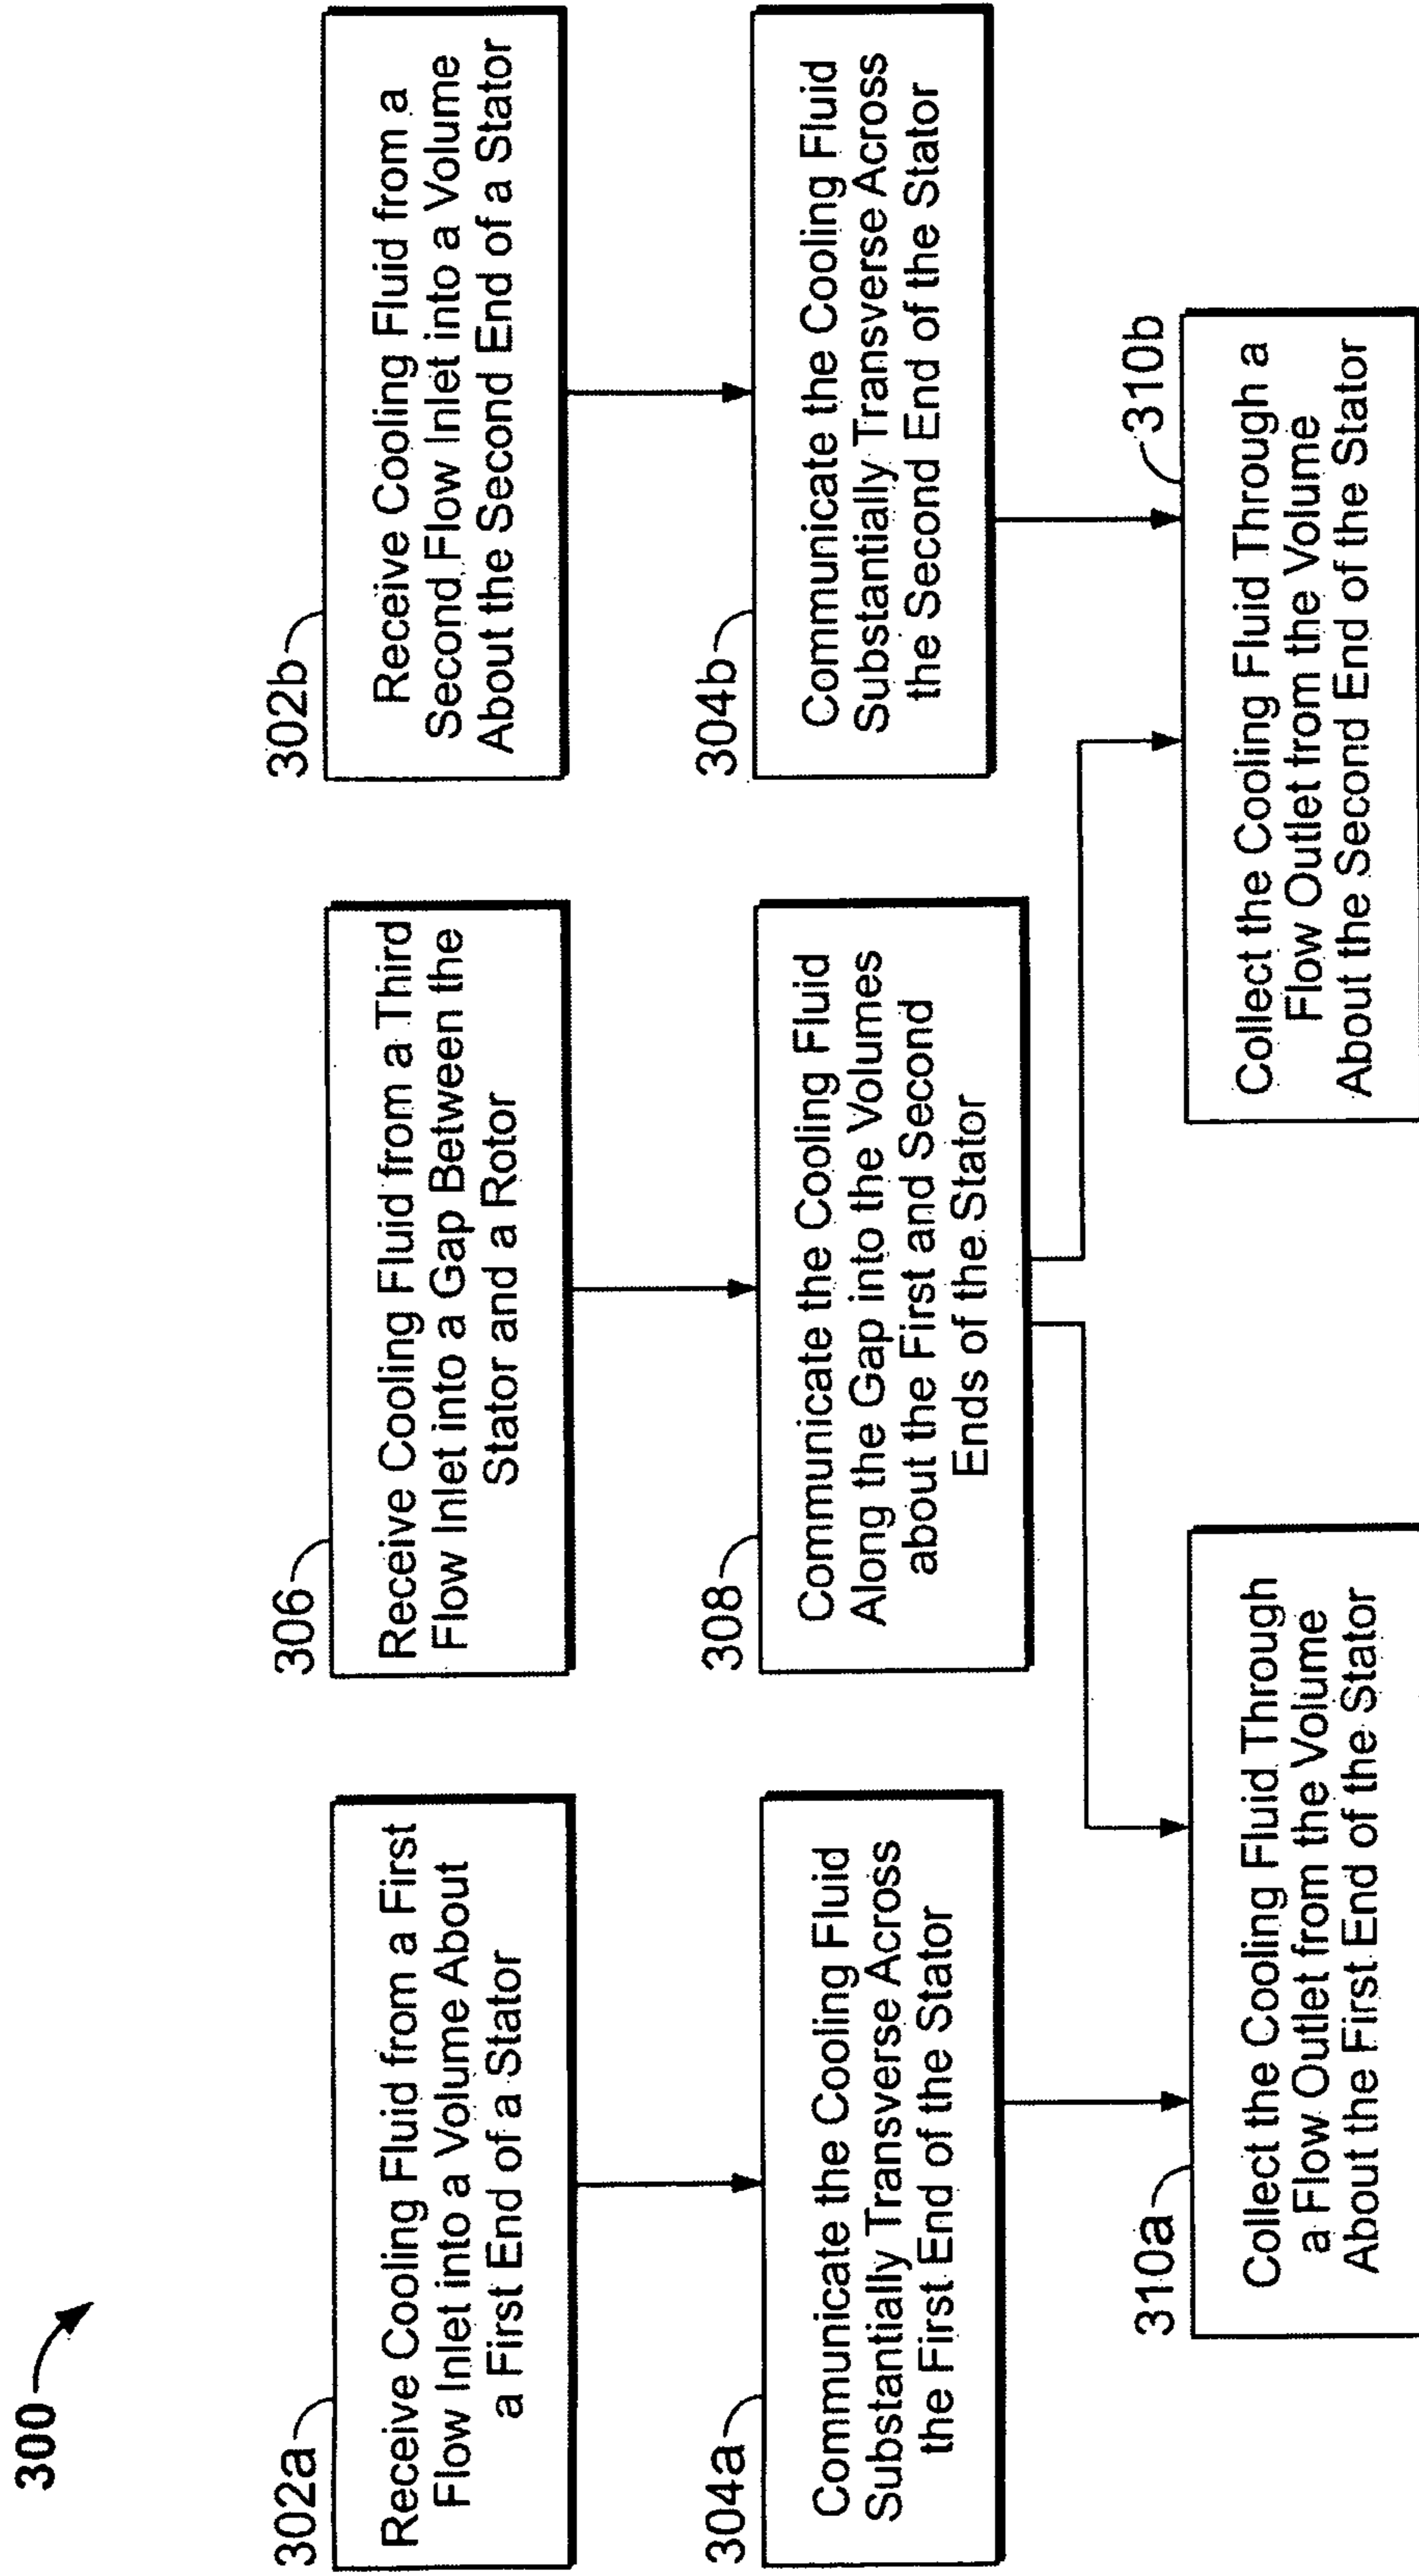 300
302a
Receive Cooling Fluid from a First
Flow Inlet into a Volume About
a First End of a Stator
306
Receive Cooling Fluid from a Third
Flow Inlet into a Gap Between the
Stator and a Rotor
302b
Receive Cooling Fluid from a
Second Flow Inlet into a Volume
About the Second End of a Stator
304a
Communicate the Cooling Fluid
Substantially Transverse Across
the First End of the Stator
308
Communicate the Cooling Fluid
Along the Gap into the Volumes
about the First and Second
Ends of the Stator
304b
Communicate the Cooling Fluid
Substantially Transverse Across
the Second End of the Stator
310a
Collect the Cooling Fluid Through
a Flow Outlet from the Volume
About the First End of the Stator
310b
Collect the Cooling Fluid Through a
Flow Outlet from the Volume
About the Second End of the Stator